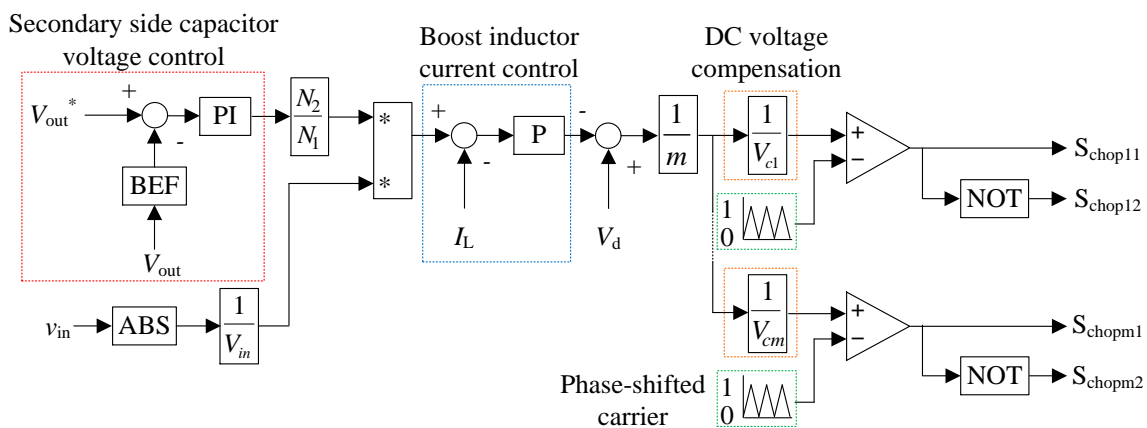 Secondary side capacitor
voltage control
Boost inductor
current control
DC voltage
compensation
V_out^*
+
-
PI
BEF
V_out
N_2
N_1
*
*
+
-
P
I_L
-
+
V_d
1
m
1
V_c1
+
−
1
0
S_chop11
NOT
S_chop12
v_in
ABS
1
V_in
1
V_cm
+
−
1
0
S_chopm1
NOT
S_chopm2
Phase-shifted
carrier